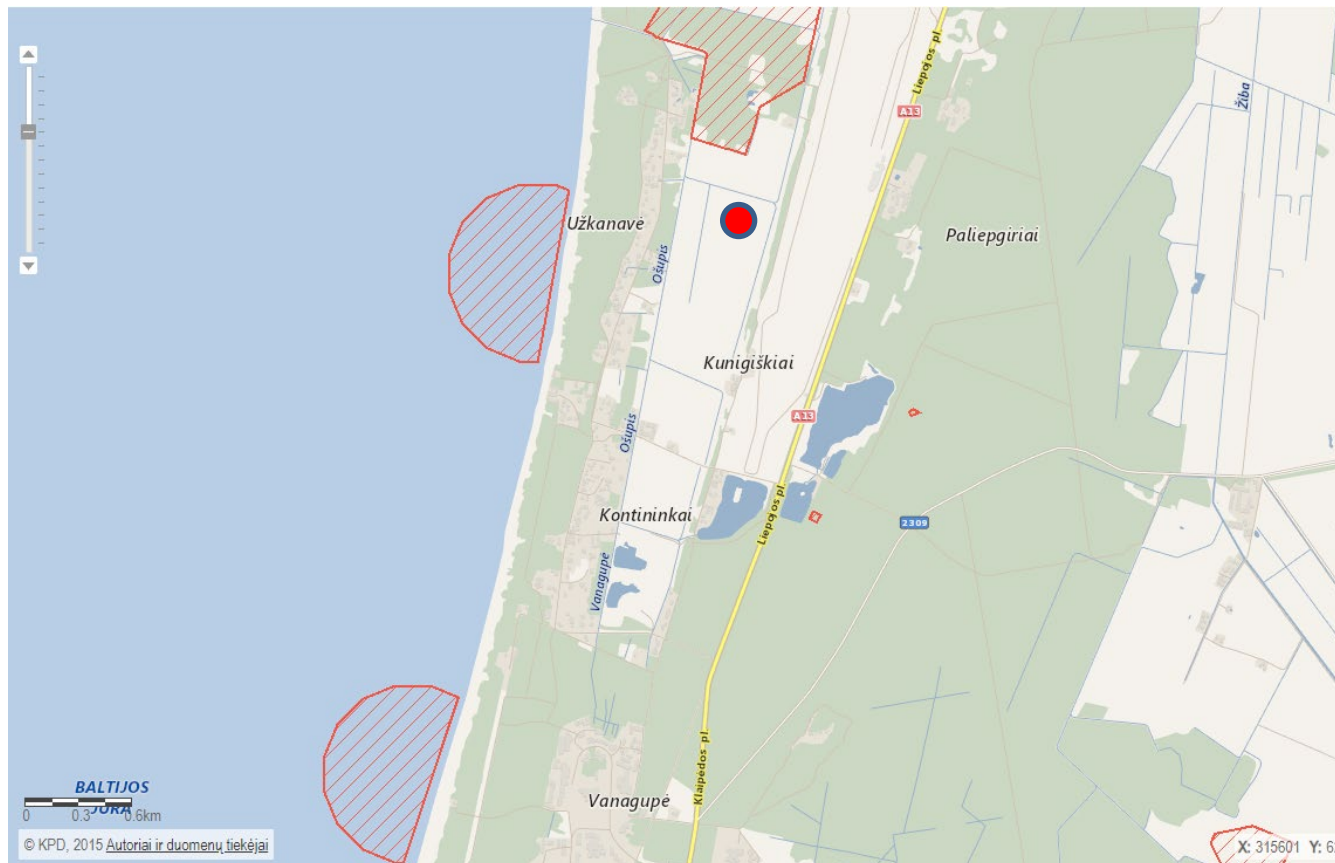 Liepojos pl.
A13
Žiba
Užkanavė
Paliepgiriai
Ošupis
Kunigiškiai
A13
Ošupis
Kontininkai
Liepojos pl.
2309
Vanagupė
Klaipėdos pl.
BALTIJOS
JŪRA
0 0.3 0.6km
Vanagupė
© KPD, 2015 Autoriai ir duomenų tiekėjai
X: 315601 Y: 6